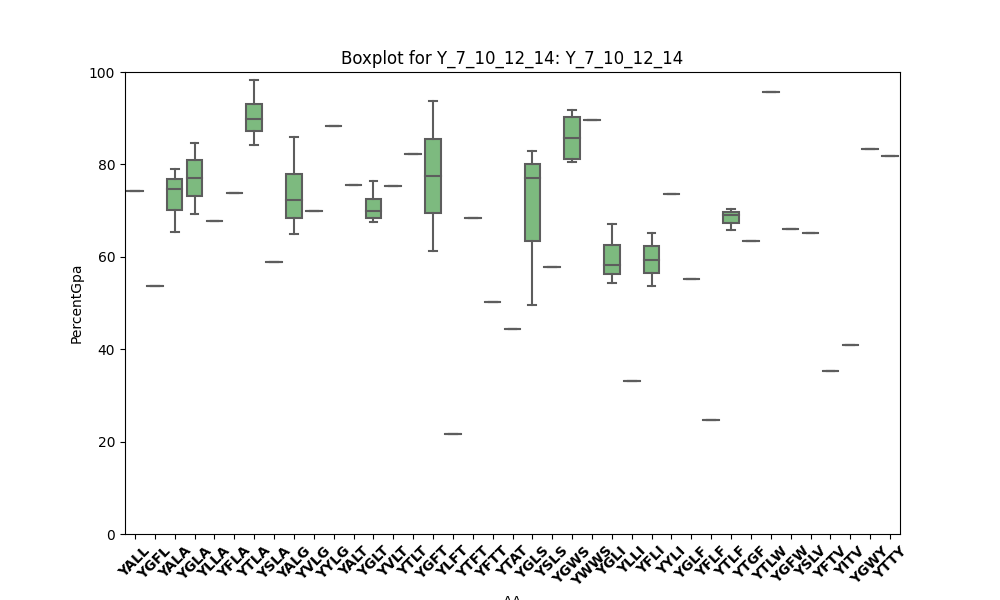 Boxplot for Y_7_10_12_14: Y_7_10_12_14
100
80
60
40
20
0
PercentGpa
YALL
YGFL
YALA
YGLA
YLLA
YFLA
YTLA
YSLA
YALG
YVLG
YYLG
YALT
YGLT
YVLT
YTLT
YGFT
YLFT
YTFT
YFTT
YTAT
YGLS
YSLS
YGWS
YWWS
YGLI
YLLI
YFLI
YYLI
YGLF
YFLF
YTLF
YTGF
YTLW
YGFW
YSLV
YFTV
YITV
YGWY
YTTY